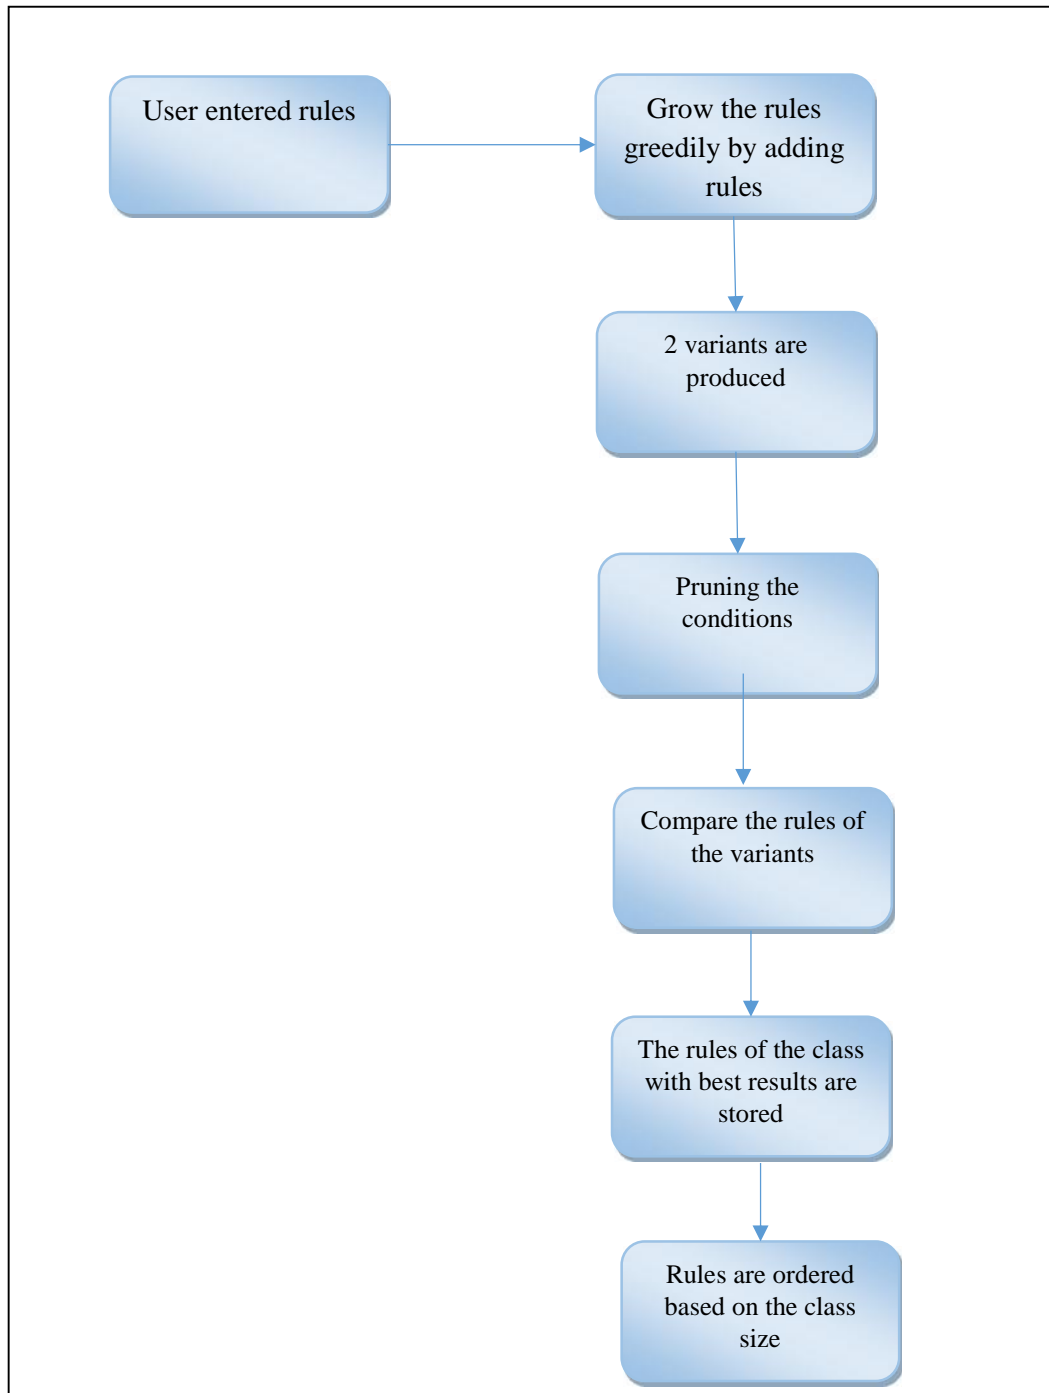 User entered rules
Grow the rules
greedily by adding
rules
2 variants are
produced
Pruning the
conditions
Compare the rules of
the variants
The rules of the class
with best results are
stored
Rules are ordered
based on the class
size